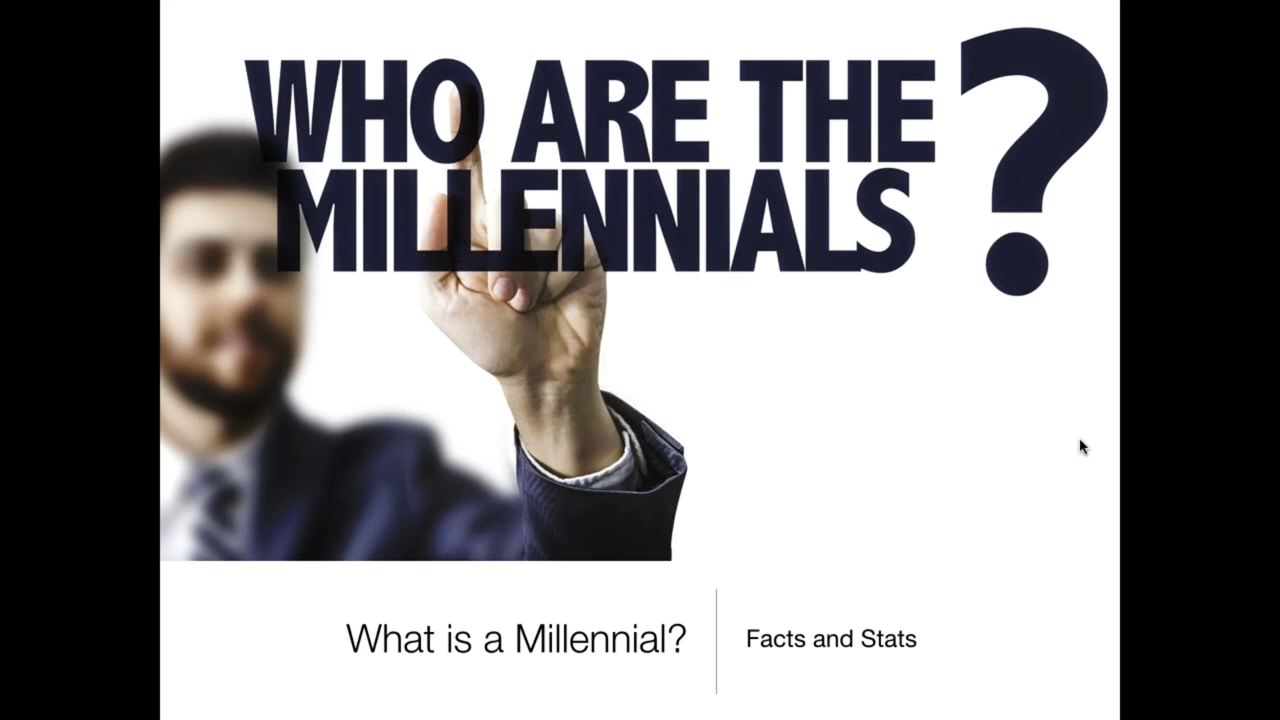 WHO ARE THE
MILLENNIALS?
What is a Millennial?
Facts and Stats